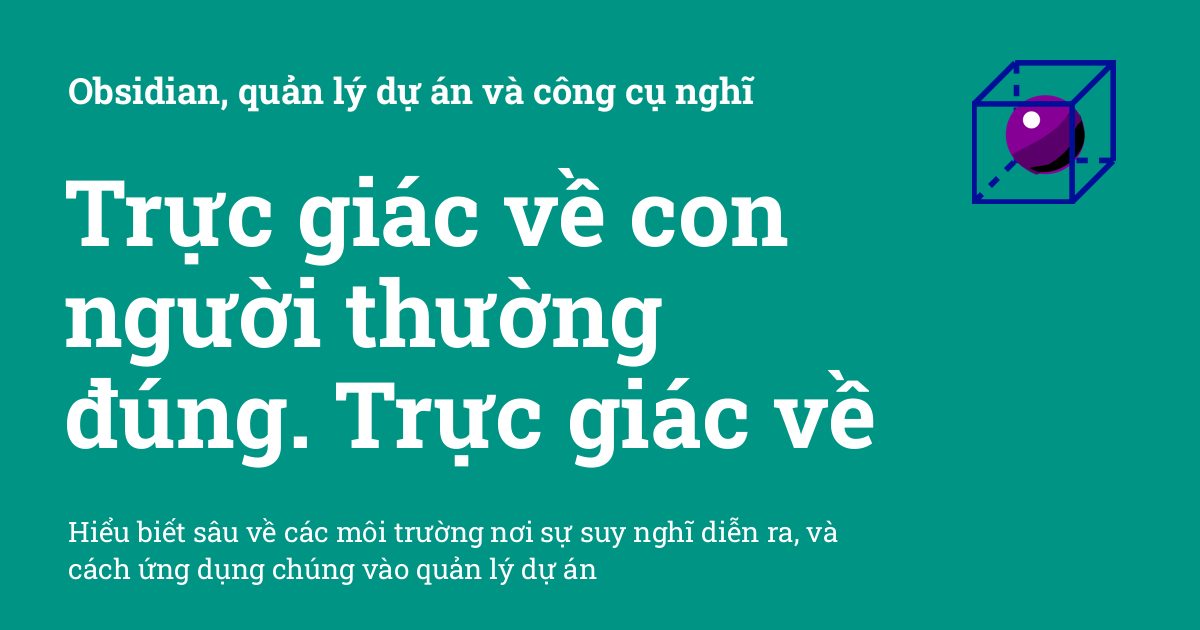 Obsidian, quản lý dự án và công cụ nghĩ
Trực giác về con
người thường
đúng. Trực giác về
Hiểu biết sâu về các môi trường nơi sự suy nghĩ diễn ra, và
cách ứng dụng chúng vào quản lý dự án